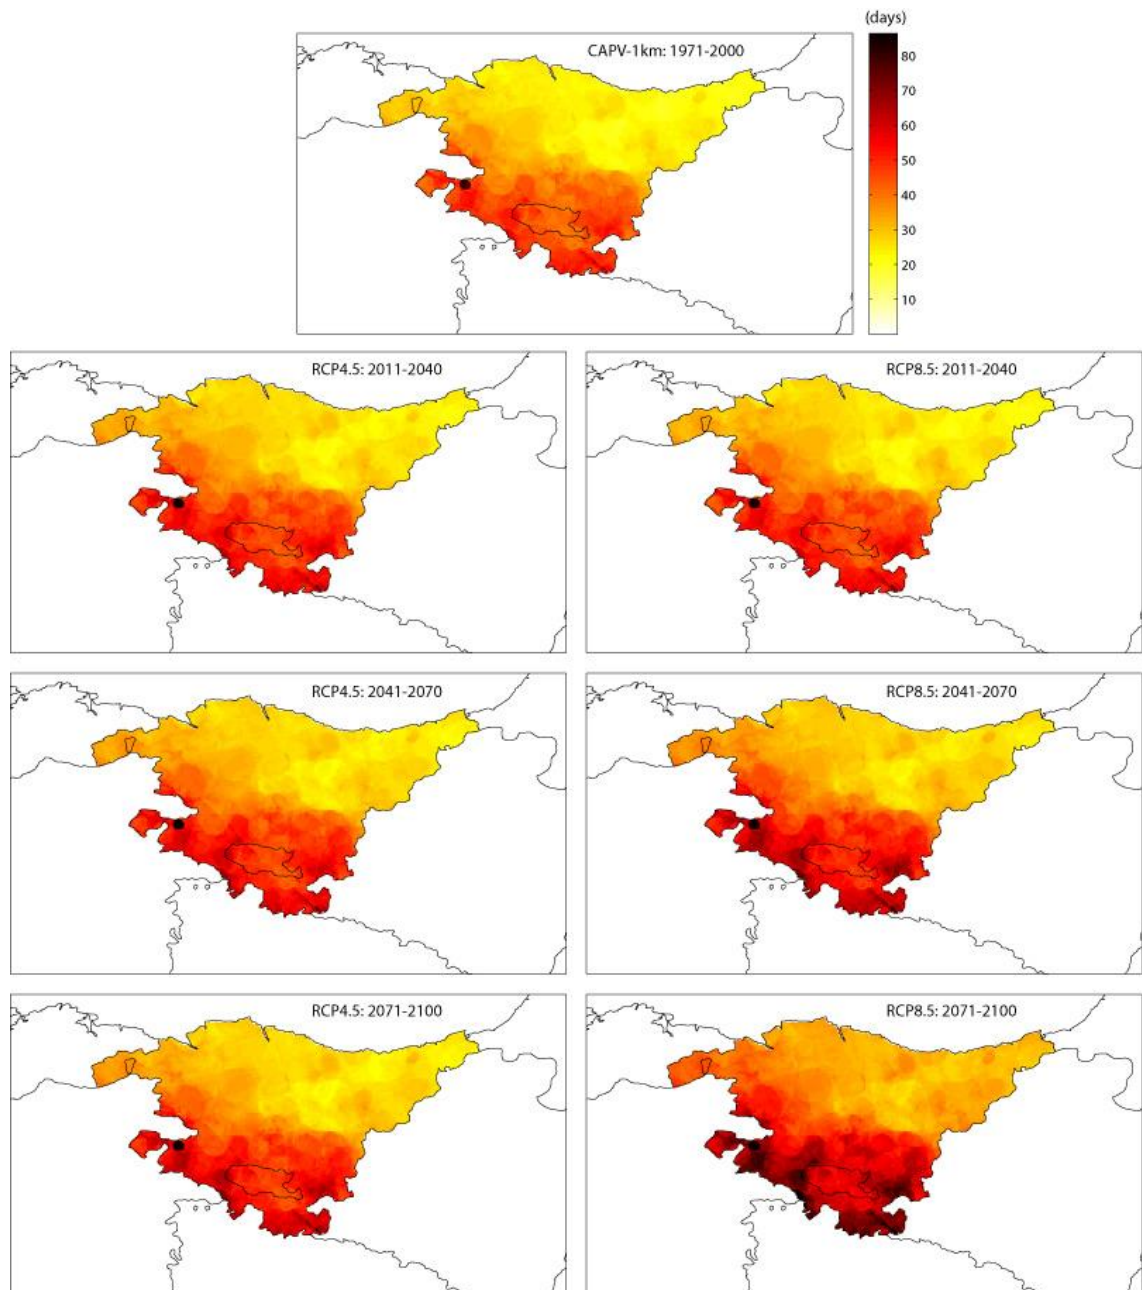 (days)
CAPV-1km: 1971-2000
80
70
60
50
40
30
20
10
RCP4.5: 2011-2040
RCP8.5: 2011-2040
RCP4.5: 2041-2070
RCP8.5: 2041-2070
RCP4.5: 2071-2100
RCP8.5: 2071-2100